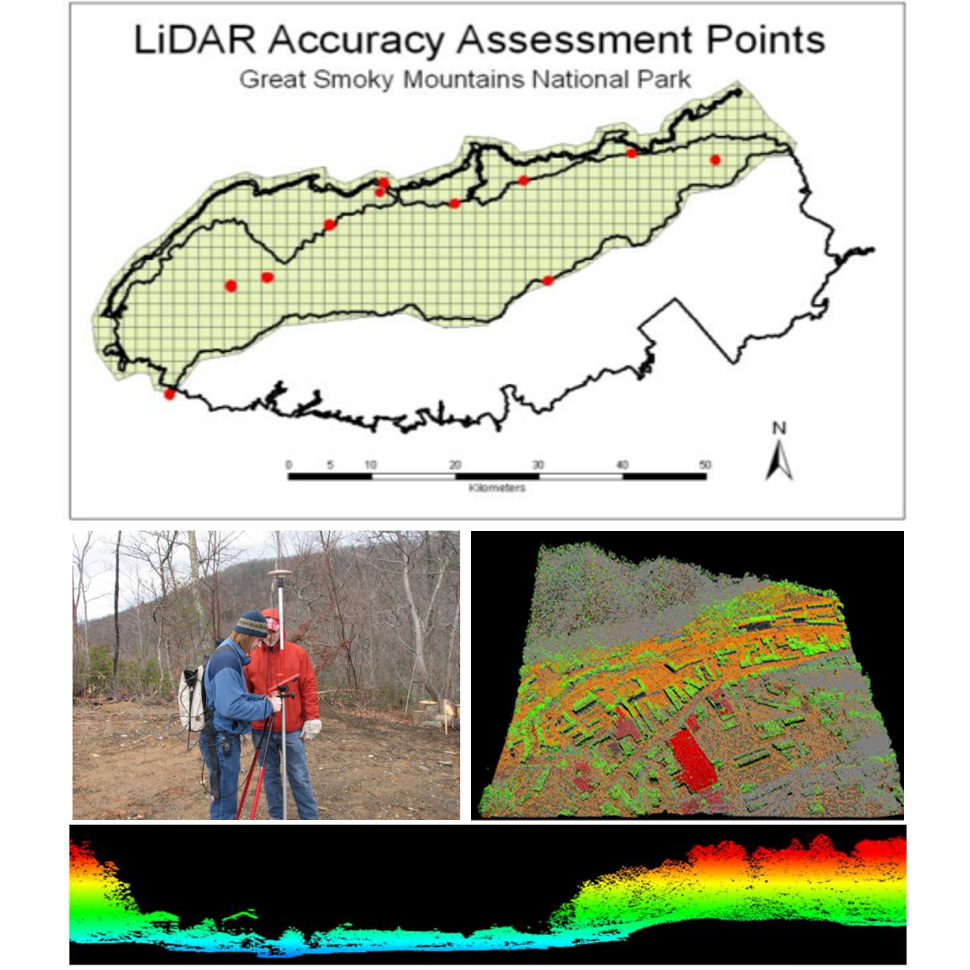 LiDAR Accuracy Assessment Points
Great Smoky Mountains National Park
N
0 5 10 20 30 40 50
Kilometers